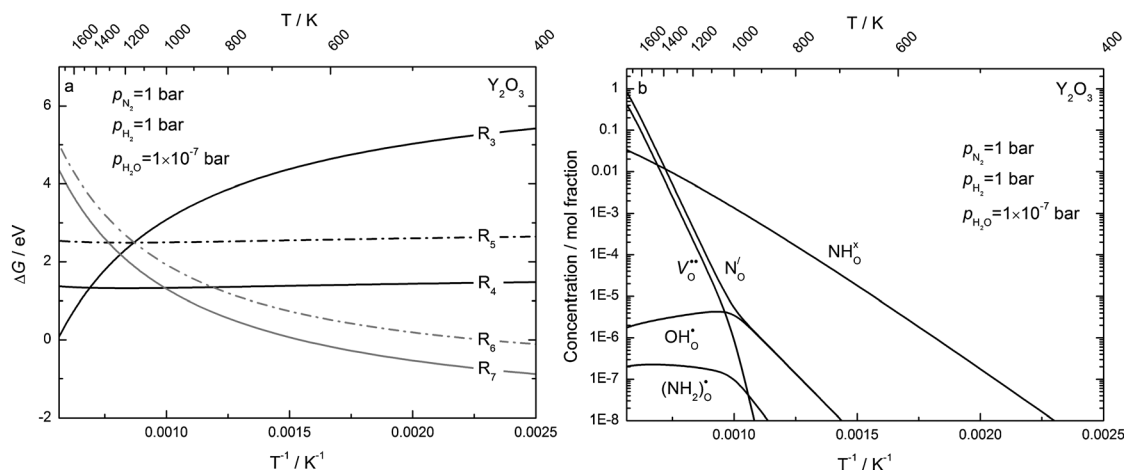 T / K
1600
1400
1200
1000
800
600
400
a
Y₂O₃
p_N₂=1 bar
p_H₂=1 bar
p_H₂O=1×10⁻⁷ bar
R₃
R₅
R₄
R₆
R₇
ΔG / eV
6
4
2
0
-2
0.0010
0.0015
0.0020
0.0025
T⁻¹ / K⁻¹
T / K
1600
1400
1200
1000
800
600
400
b
Y₂O₃
p_N₂=1 bar
p_H₂=1 bar
p_H₂O=1×10⁻⁷ bar
NH_O^x
V_O^••
N_O^/
OH_O^•
(NH₂)_O^•
Concentration / mol fraction
1
0.1
0.01
1E-3
1E-4
1E-5
1E-6
1E-7
1E-8
0.0010
0.0015
0.0020
0.0025
T⁻¹ / K⁻¹